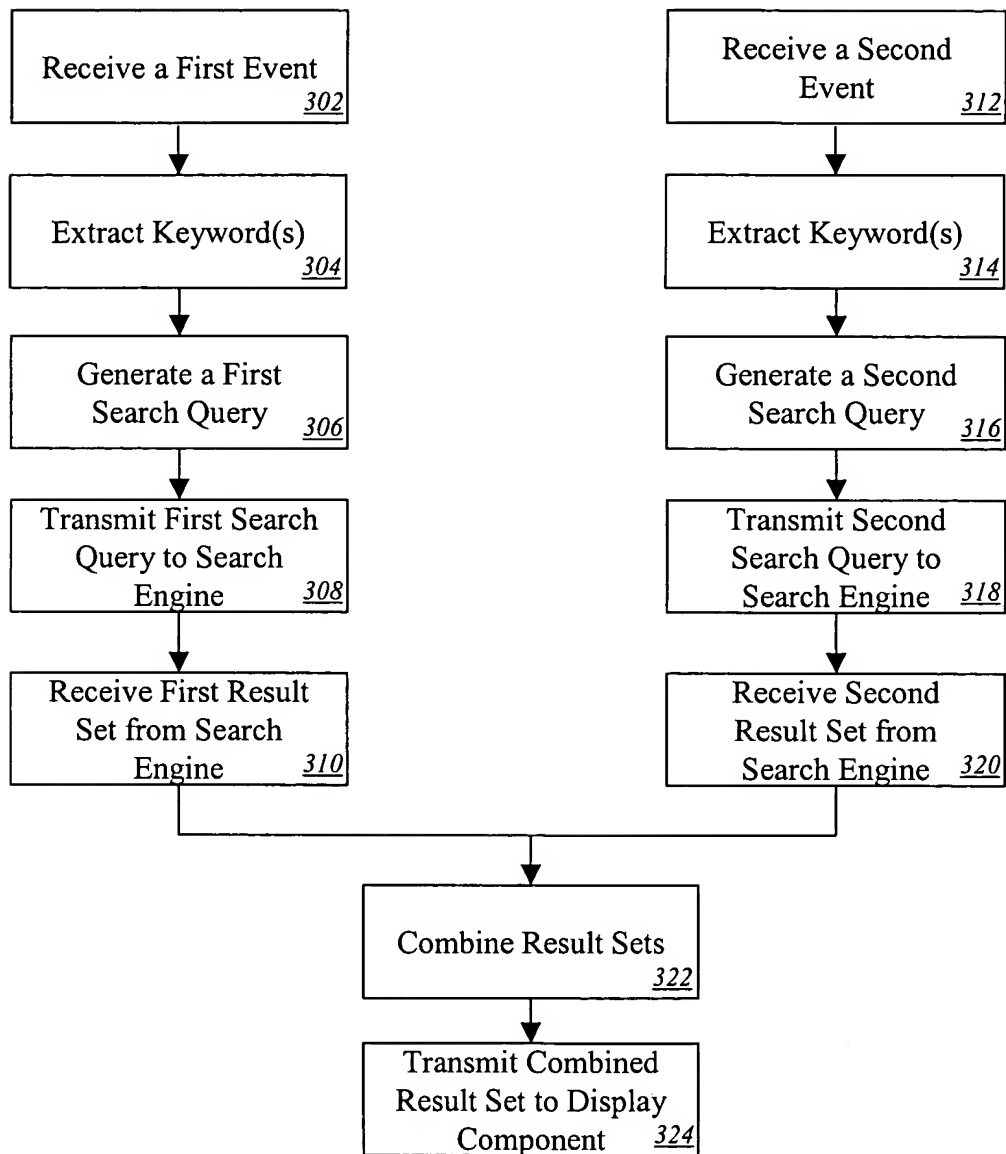 Receive a First Event
302
Extract Keyword(s)
304
Generate a First
Search Query
306
Transmit First Search
Query to Search
Engine
308
Receive First Result
Set from Search
Engine
310
Receive a Second
Event
312
Extract Keyword(s)
314
Generate a Second
Search Query
316
Transmit Second
Search Query to
Search Engine
318
Receive Second
Result Set from
Search Engine
320
Combine Result Sets
322
Transmit Combined
Result Set to Display
Component
324